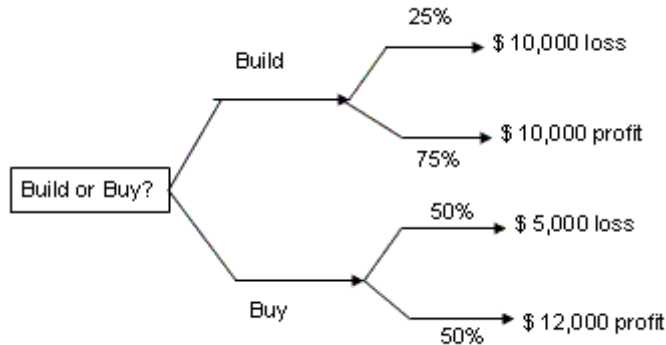 25%
$ 10,000 loss
Build
$ 10,000 profit
75%
Build or Buy?
50%
$ 5,000 loss
Buy
$ 12,000 profit
50%